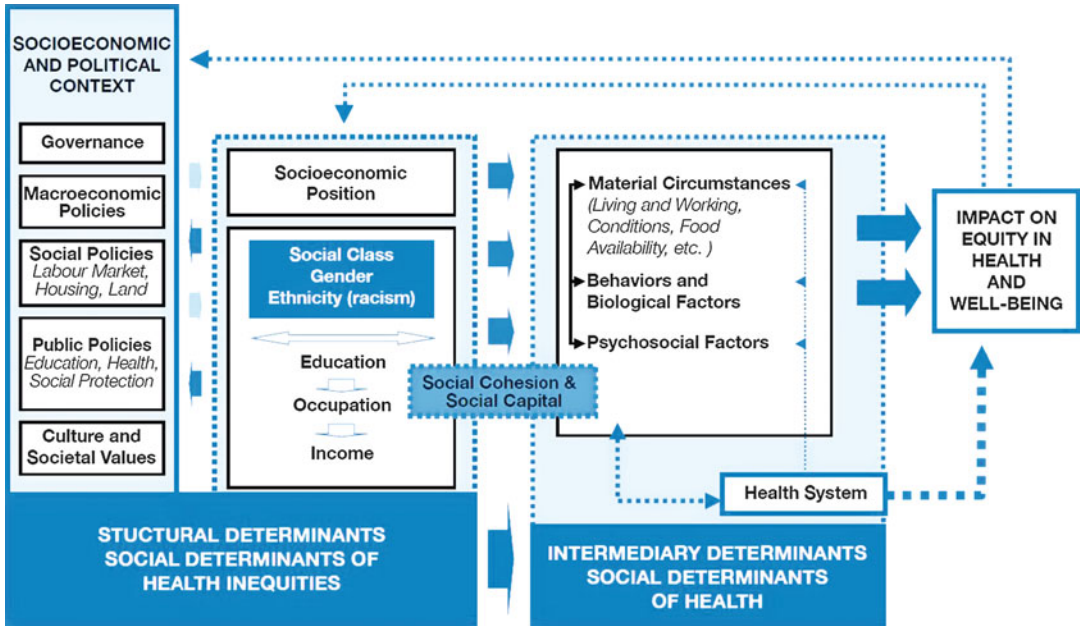 SOCIOECONOMIC
AND POLITICAL
CONTEXT
Governance
Macroeconomic
Policies
Social Policies
Labour Market,
Housing, Land
Public Policies
Education, Health,
Social Protection
Culture and
Societal Values
Socioeconomic
Position
Social Class
Gender
Ethnicity (racism)
Education
Occupation
Income
Social Cohesion &
Social Capital
Material Circumstances
(Living and Working,
Conditions, Food
Availability, etc. )
Behaviors and
Biological Factors
Psychosocial Factors
Health System
IMPACT ON
EQUITY IN
HEALTH
AND
WELL-BEING
STUCTURAL DETERMINANTS
SOCIAL DETERMINANTS OF
HEALTH INEQUITIES
INTERMEDIARY DETERMINANTS
SOCIAL DETERMINANTS
OF HEALTH